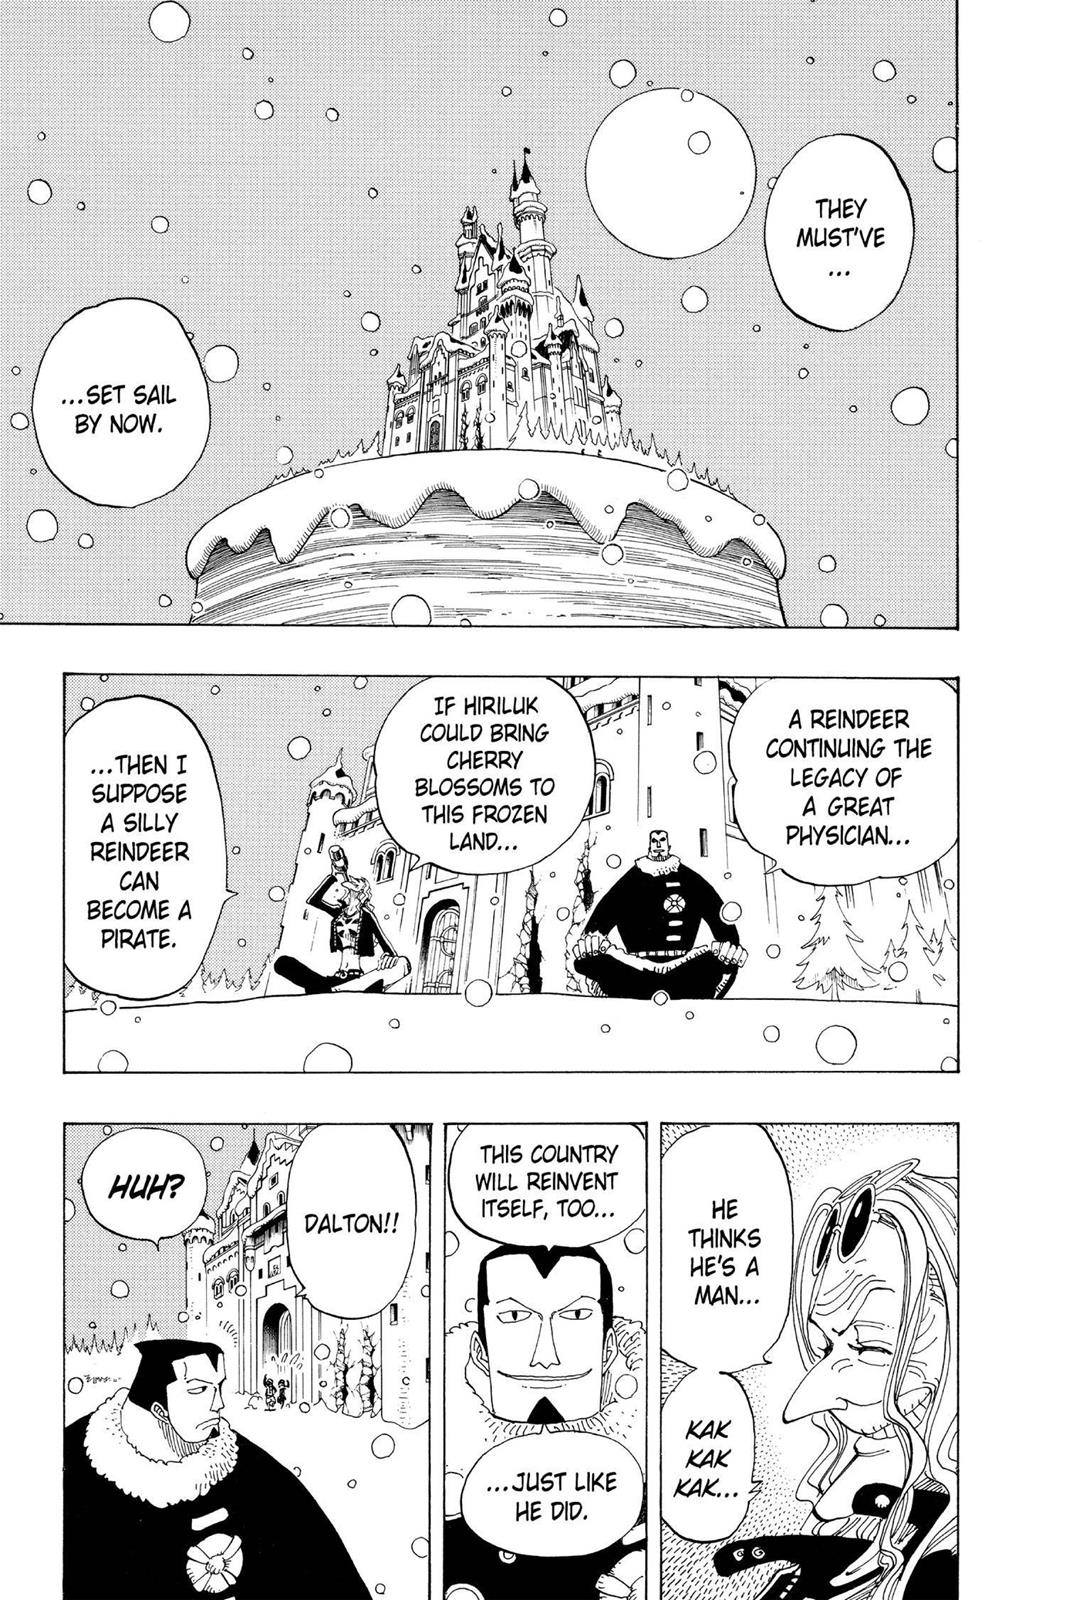 THEY
MUST'VE
...
...SET SAIL
BY NOW.
A REINDEER
CONTINUING THE
LEGACY OF
A GREAT
PHYSICIAN...
IF HIRILUK
COULD BRING
CHERRY
BLOSSOMS TO
THIS FROZEN
LAND...
...THEN I
SUPPOSE
A SILLY
REINDEER
CAN
BECOME A
PIRATE.
HE
THINKS
HE'S A
MAN...
KAK
KAK
KAK...
THIS COUNTRY
WILL REINVENT
ITSELF, TOO...
...JUST LIKE
HE DID.
DALTON!!
HUH?